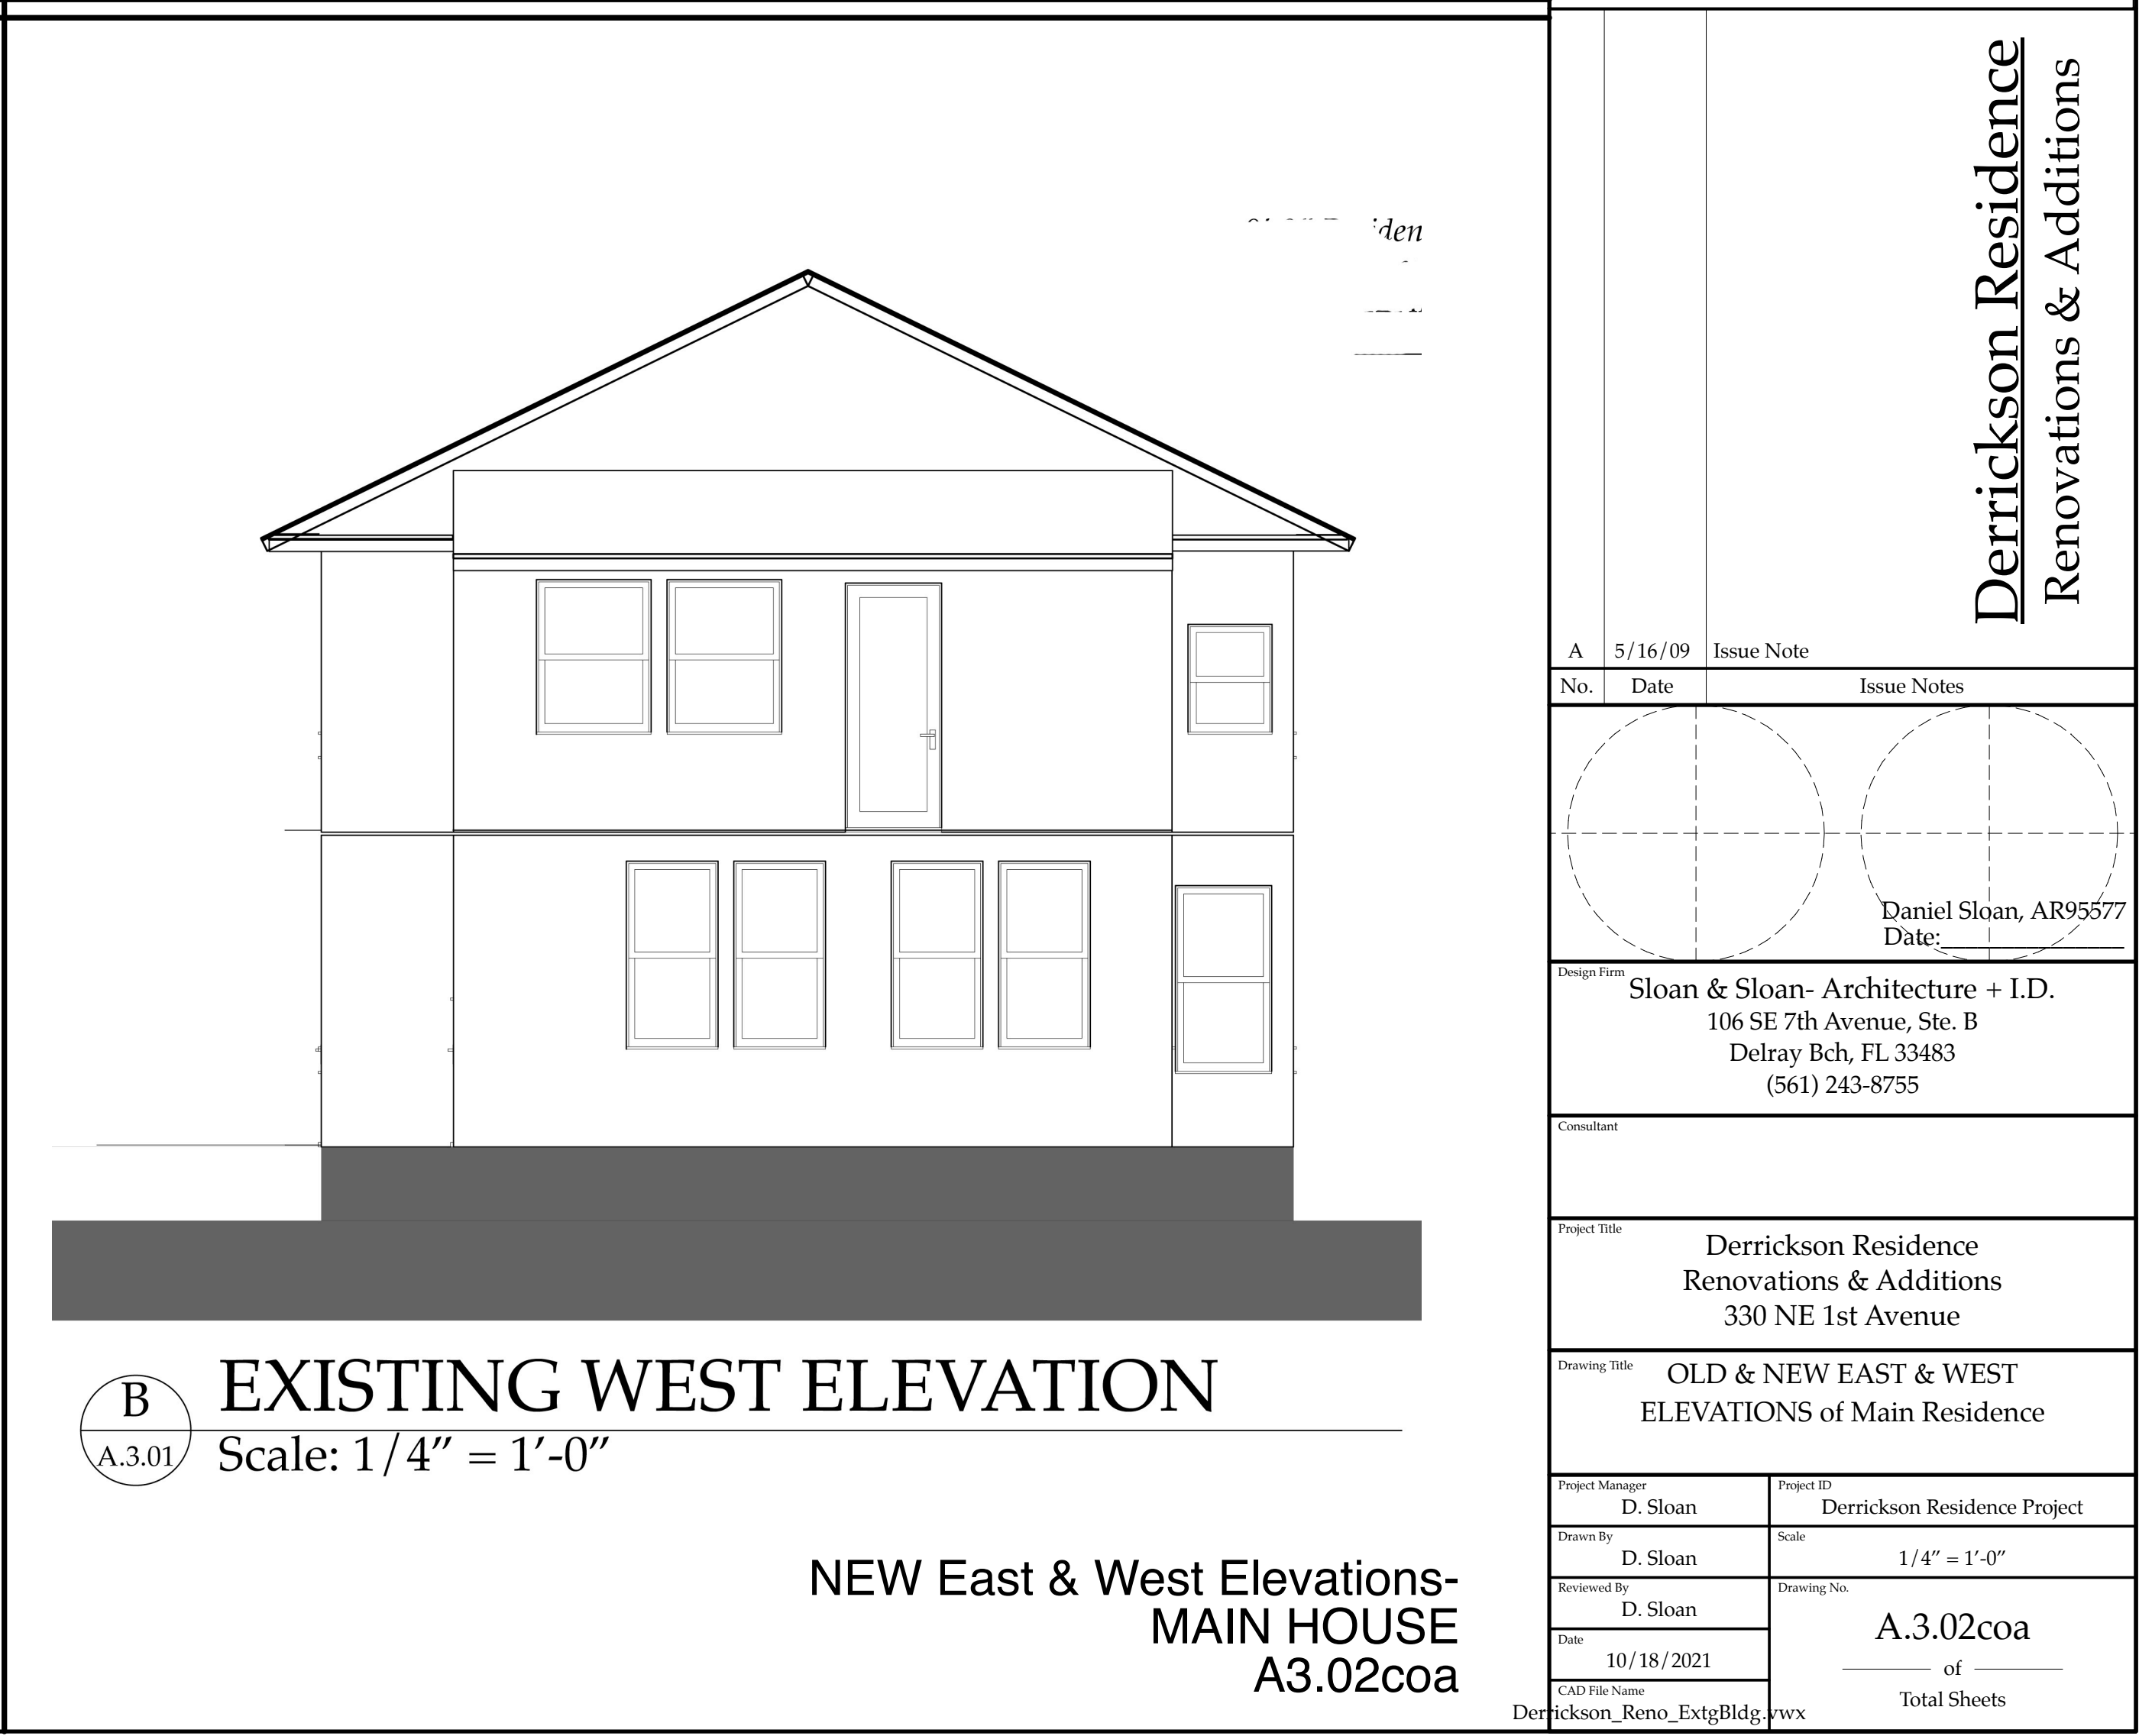 iden
B
A.3.01
EXISTING WEST ELEVATION
Scale: 1/4" = 1'-0"
NEW East & West Elevations-
MAIN HOUSE
A3.02coa
Derrickson Residence
Renovations & Additions
A 5/16/09 Issue Note
No. Date Issue Notes
Daniel Sloan, AR95577
Date:________________
Design Firm
Sloan & Sloan- Architecture + I.D.
106 SE 7th Avenue, Ste. B
Delray Bch, FL 33483
(561) 243-8755
Consultant
Project Title
Derrickson Residence
Renovations & Additions
330 NE 1st Avenue
Drawing Title
OLD & NEW EAST & WEST
ELEVATIONS of Main Residence
Project Manager
D. Sloan
Project ID
Derrickson Residence Project
Drawn By
D. Sloan
Scale
1/4" = 1'-0"
Reviewed By
D. Sloan
Drawing No.
A.3.02coa
of
Total Sheets
Date
10/18/2021
CAD File Name
Derrickson_Reno_ExtgBldg.vwx